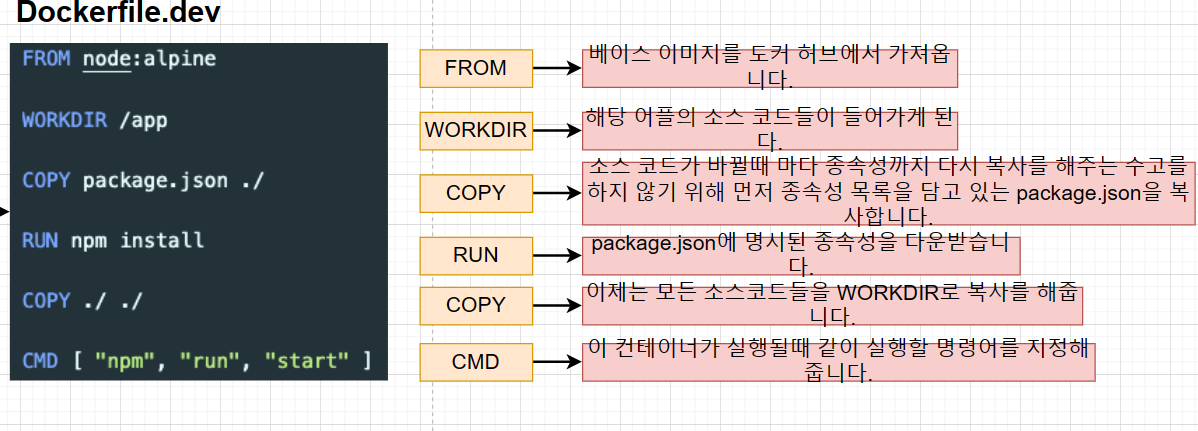 Dockerfile.dev
FROM node:alpine
WORKDIR /app
COPY package.json ./
RUN npm install
COPY ./ ./
CMD [ "npm", "run", "start" ]
FROM
베이스 이미지를 도커 허브에서 가져옵
니다.
WORKDIR
해당 어플의 소스 코드들이 들어가게 된
다.
COPY
소스 코드가 바뀔때 마다 종속성까지 다시 복사를 해주는 수고를
하지 않기 위해 먼저 종속성 목록을 담고 있는 package.json을 복
사합니다.
RUN
package.json에 명시된 종속성을 다운받습니
다.
COPY
이제는 모든 소스코드들을 WORKDIR로 복사를 해줍
니다.
CMD
이 컨테이너가 실행될때 같이 실행할 명령어를 지정해
줍니다.